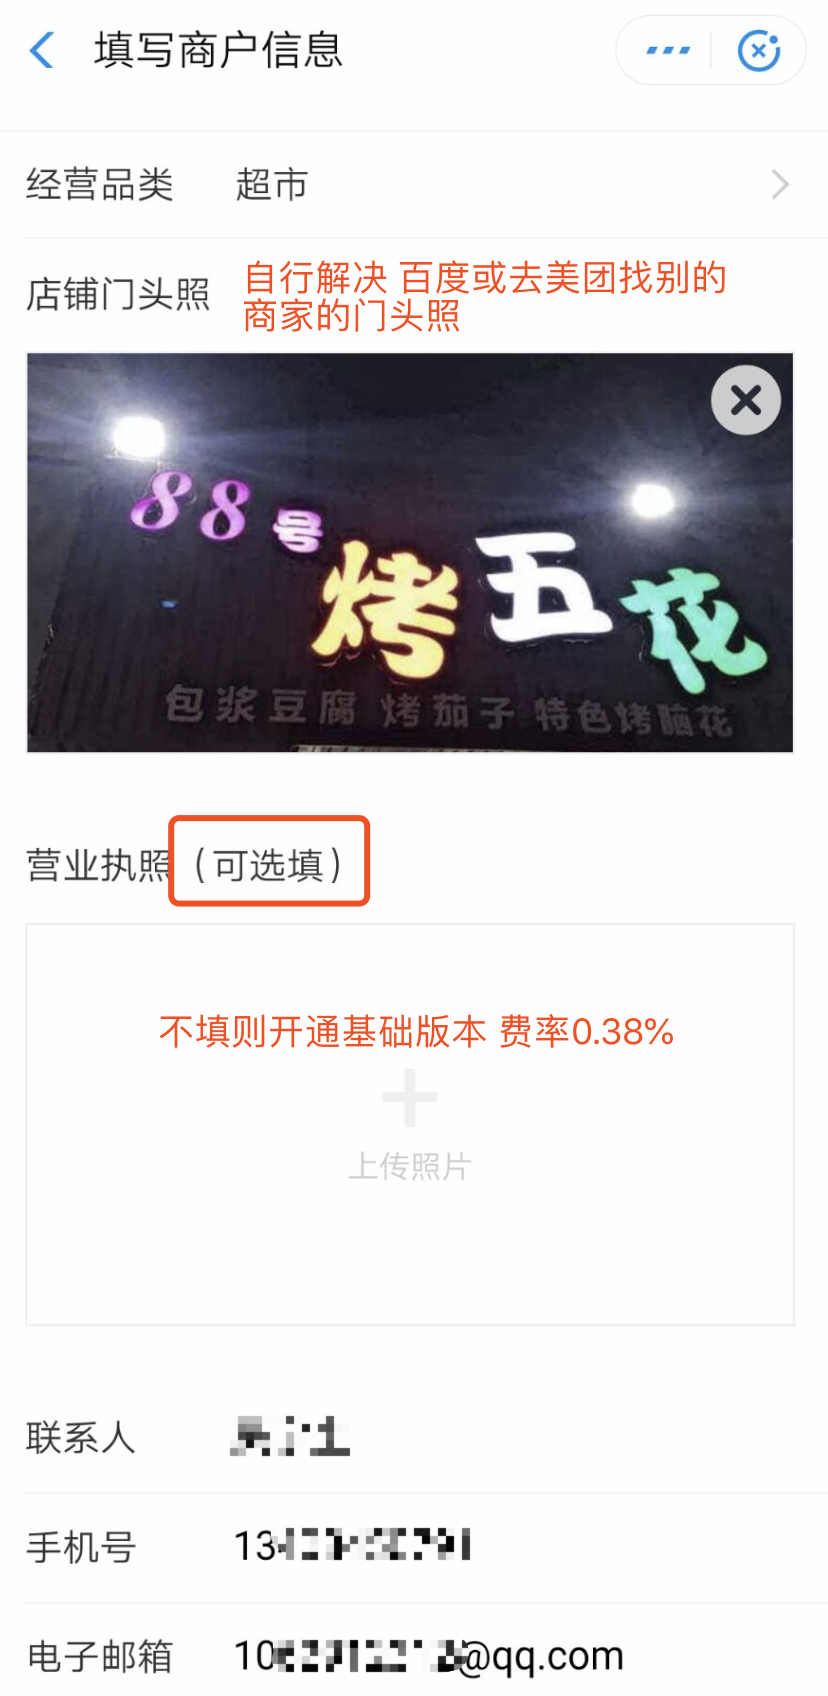 填写商户信息
经营品类 超市
店铺门头照 自行解决 百度或去美团找别的
商家的门头照
88号
烤五花
包浆豆腐 烤茄子 特色烤脑花
营业执照（可选填）
不填则开通基础版本 费率0.38%
上传照片
联系人
手机号 13
电子邮箱 10 @qq.com